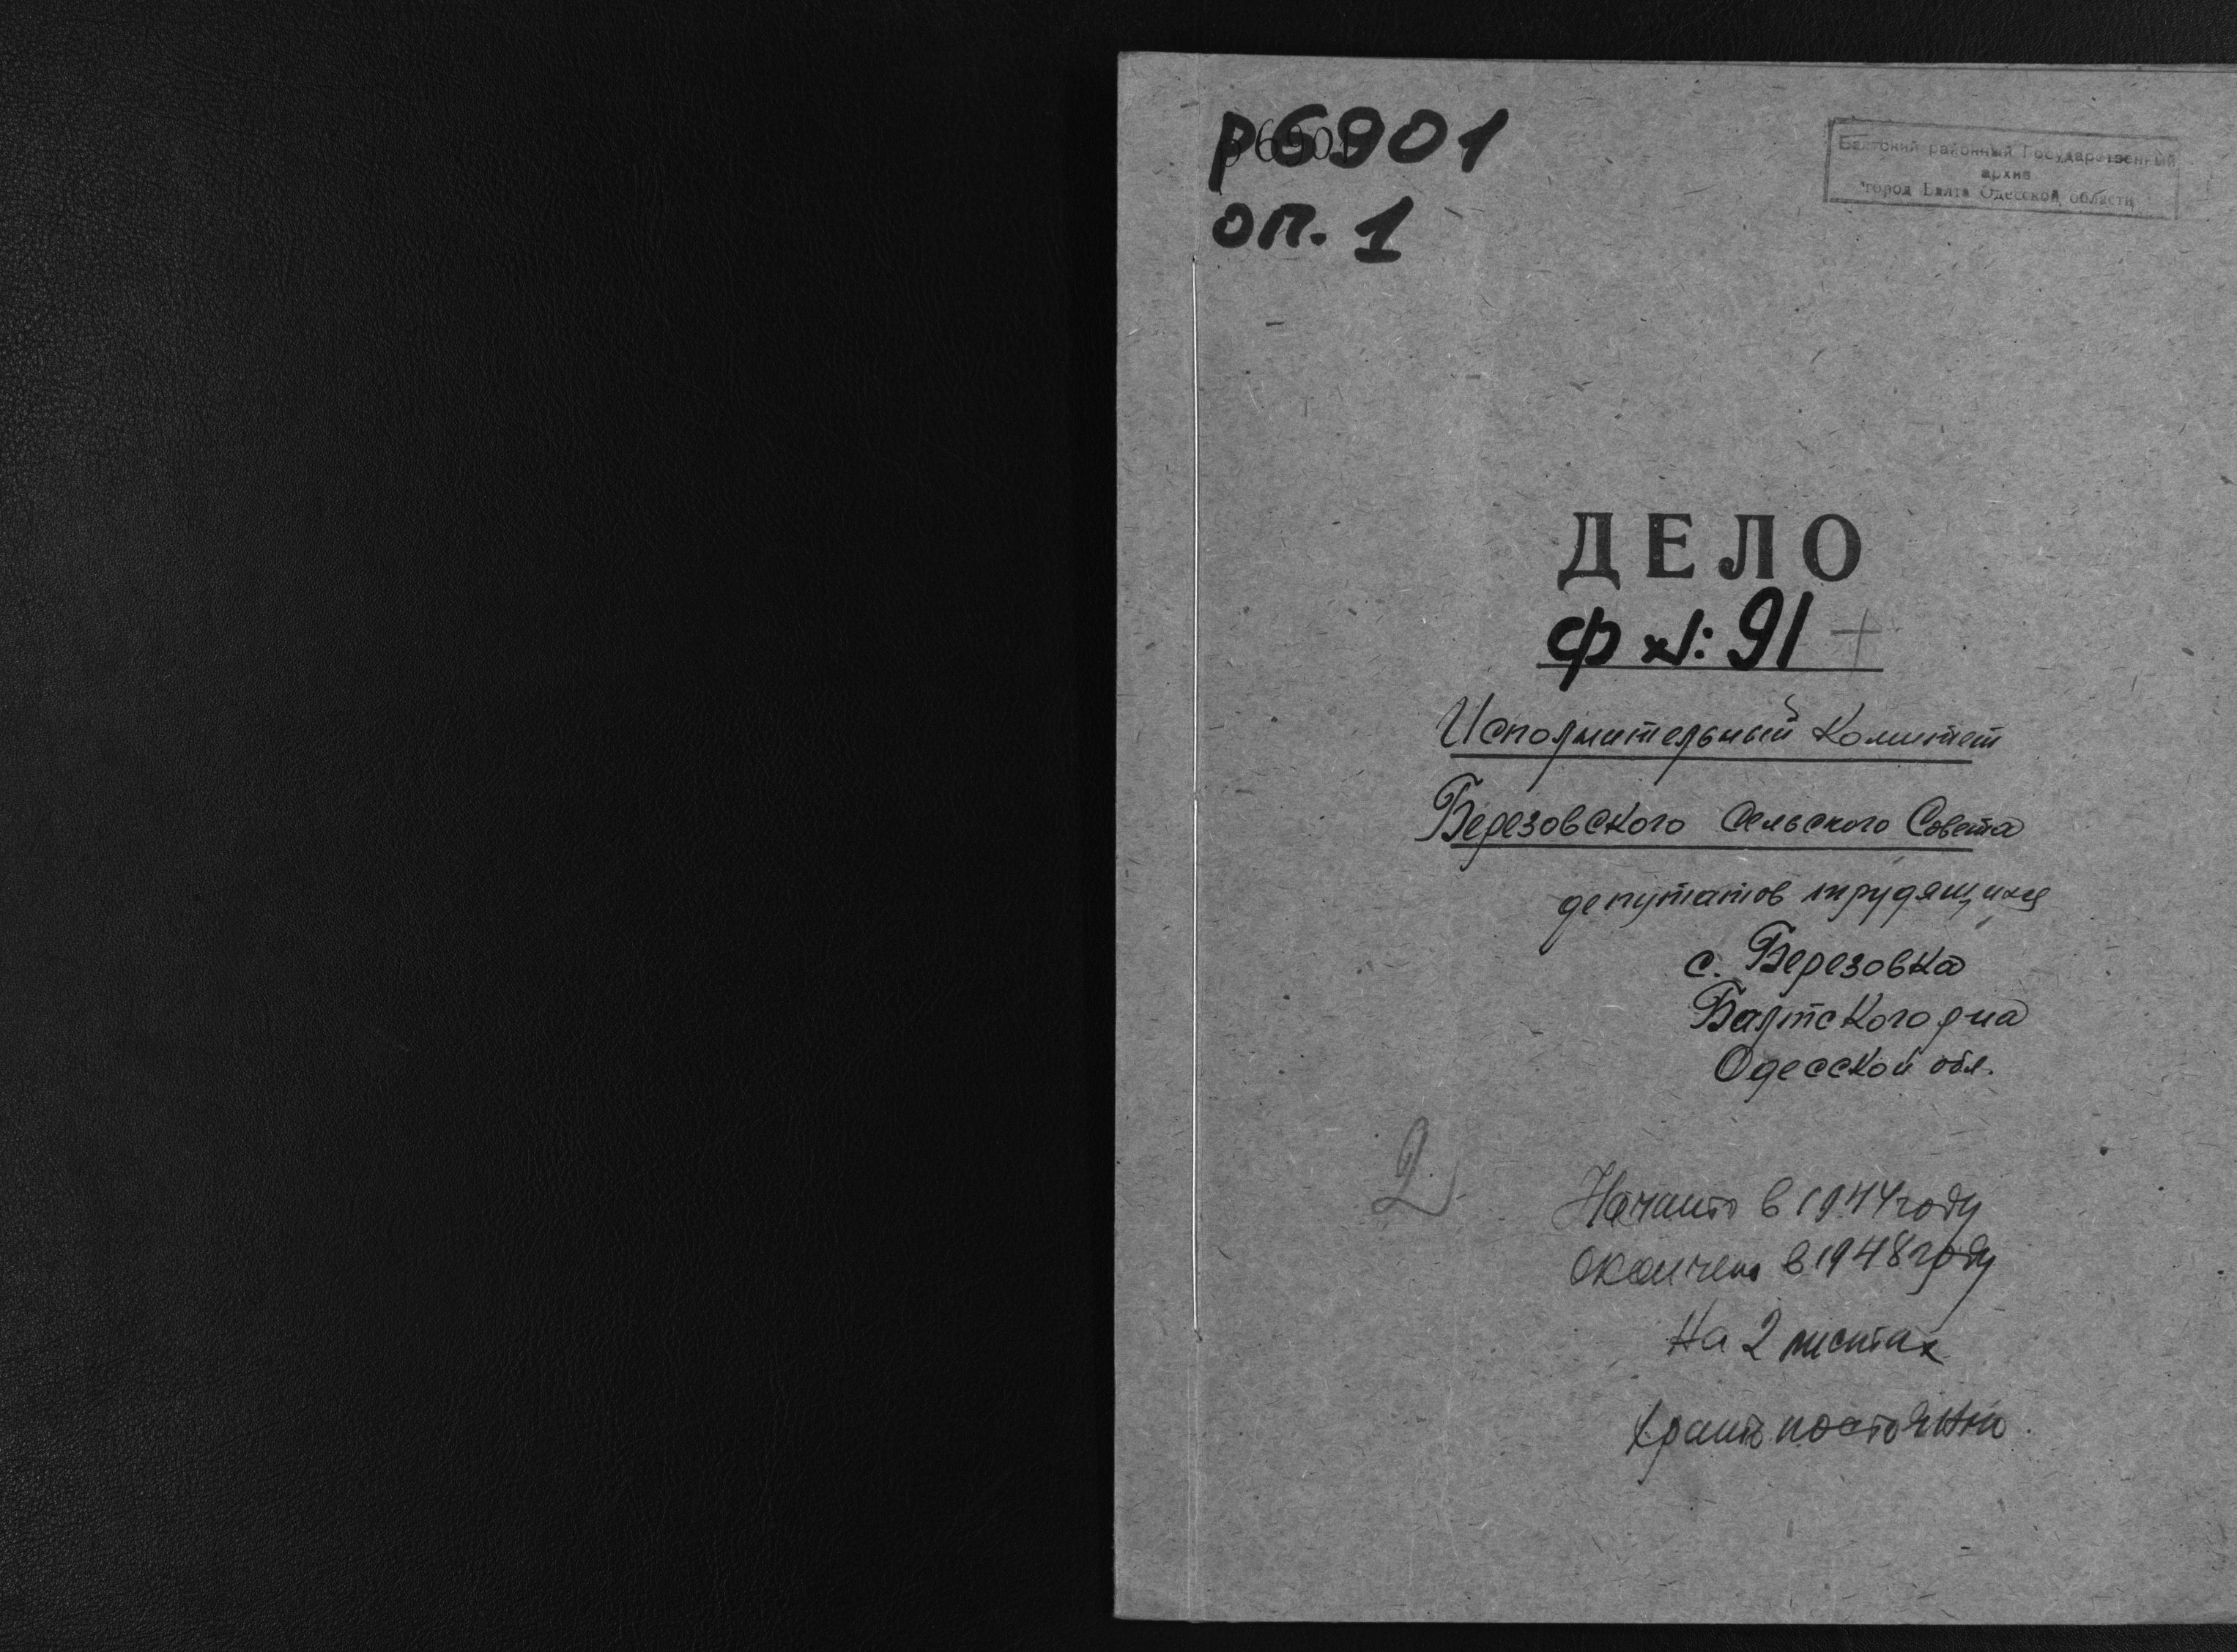 р6901
оп. 1
Балтский районный Государственный
архив
город Балта Одесской области
ДЕЛО
Ф №: 91 +
Исполнительный Комитет
Березовского Сельского Совета
депутатов трудящихся
с. Березовка
Балтского р-на
Одесской обл.
2
Начато в 1944 году
Окончено в 1948 году
На 2 листах
Хранить постоянно.